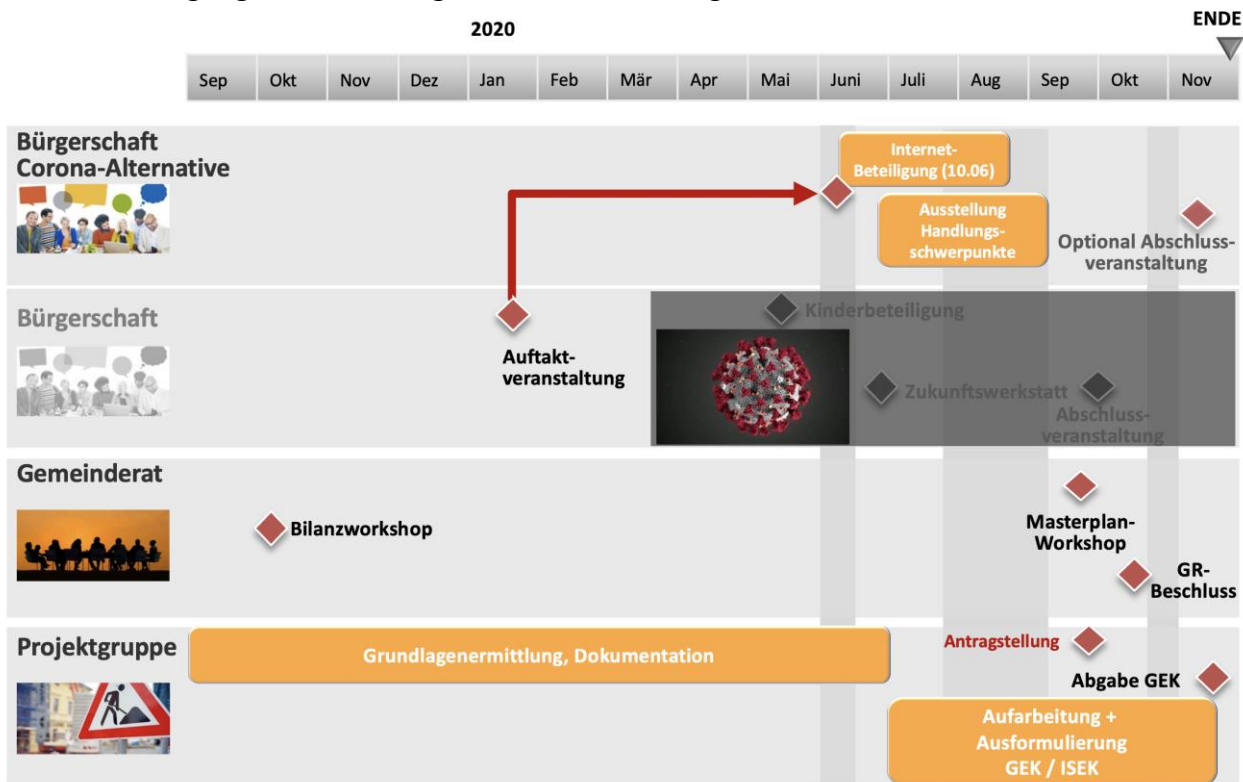 2020
ENDE
Sep Okt Nov Dez Jan Feb Mär Apr Mai Juni Juli Aug Sep Okt Nov
Bürgerschaft
Corona-Alternative
Internet-
Beteiligung (10.06)
Ausstellung
Handlungs-
schwerpunkte
Optional Abschluss-
veranstaltung
Bürgerschaft
Auftakt-
veranstaltung
Kinderbeteiligung
Zukunftswerkstatt
Abschluss-
veranstaltung
Gemeinderat
Bilanzworkshop
Masterplan-
Workshop
GR-
Beschluss
Projektgruppe
Grundlagenermittlung, Dokumentation
Antragstellung
Abgabe GEK
Aufarbeitung +
Ausformulierung
GEK / ISEK